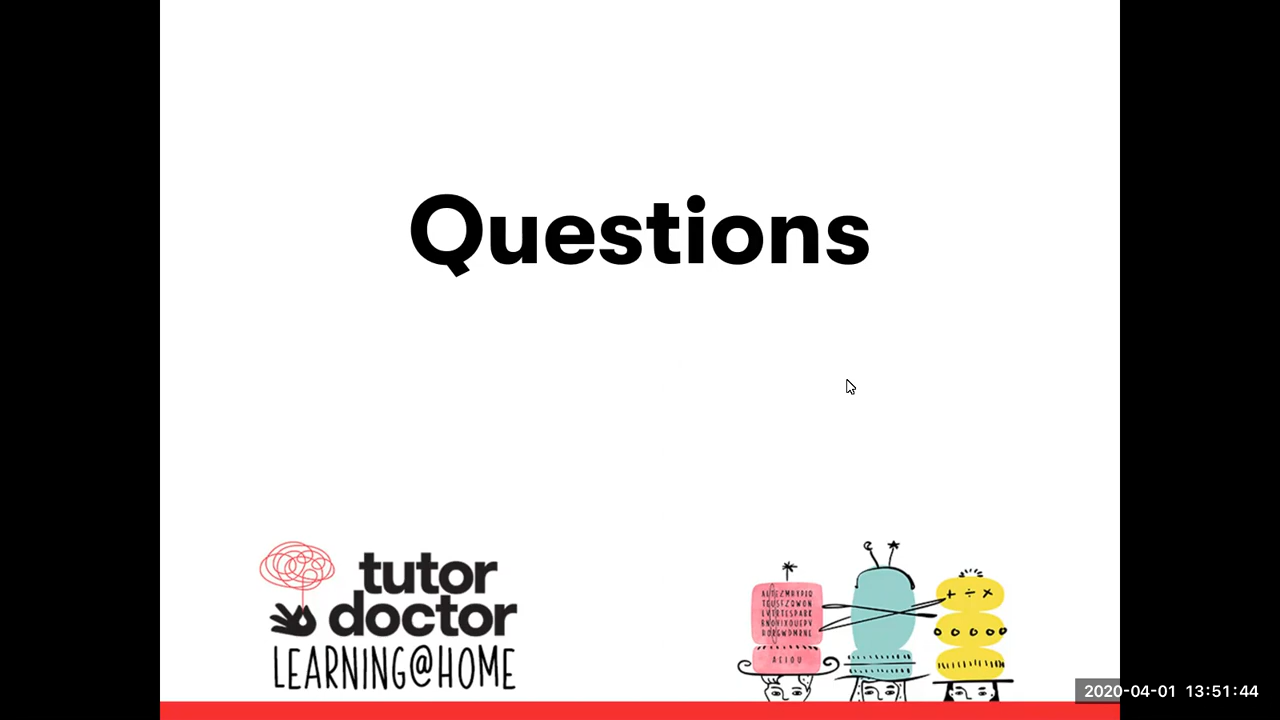 Questions
tutor
doctor
LEARNING@HOME
+ ÷ ×
A E I O U
2020-04-01 13:51:44